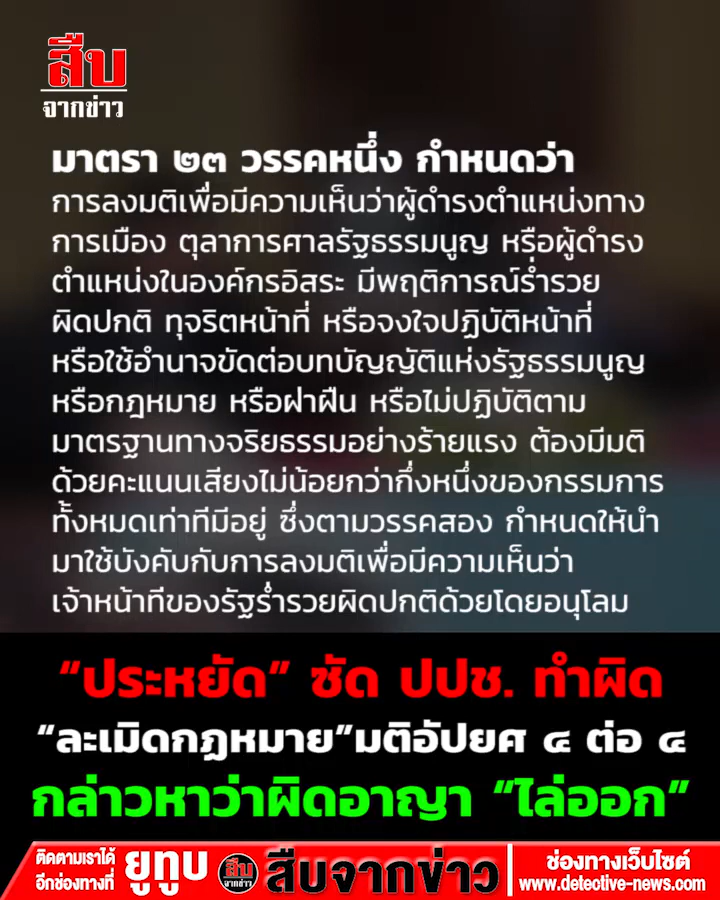 สืบ
จากข่าว
มาตรา ๒๓ วรรคหนึ่ง กำหนดว่า
การลงมติเพื่อมีความเห็นว่าผู้ดำรงตำแหน่งทาง
การเมือง ตุลาการศาลรัฐธรรมนูญ หรือผู้ดำรง
ตำแหน่งในองค์กรอิสระ มีพฤติการณ์ร่ำรวย
ผิดปกติ ทุจริตหน้าที่ หรือจงใจปฏิบัติหน้าที่
หรือใช้อำนาจขัดต่อบทบัญญัติแห่งรัฐธรรมนูญ
หรือกฎหมาย หรือฝ่าฝืน หรือไม่ปฏิบัติตาม
มาตรฐานทางจริยธรรมอย่างร้ายแรง ต้องมีมติ
ด้วยคะแนนเสียงไม่น้อยกว่ากึ่งหนึ่งของกรรมการ
ทั้งหมดเท่าทีมีอยู่ ซึ่งตามวรรคสอง กำหนดให้นำ
มาใช้บังคับกับการลงมติเพื่อมีความเห็นว่า
เจ้าหน้าทีของรัฐร่ำรวยผิดปกติด้วยโดยอนุโลม
“ประหยัด” ซัด ปปช. ทำผิด
“ละเมิดกฎหมาย”มติอัปยศ ๔ ต่อ ๔
กล่าวหาว่าผิดอาญา “ไล่ออก”
ติดตามเราได้
อีกช่องทางที่
ยูทูบ
สืบ
จากข่าว
สืบจากข่าว
ช่องทางเว็บไซต์
www.detective-news.com